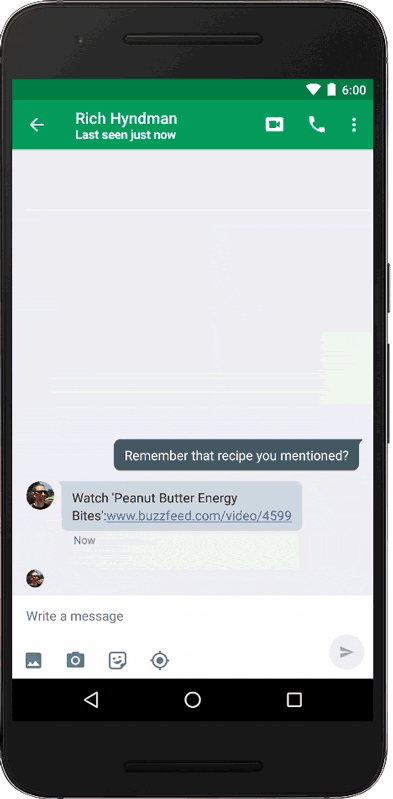 6:00
Rich Hyndman
Last seen just now
Remember that recipe you mentioned?
Watch 'Peanut Butter Energy
Bites':www.buzzfeed.com/video/4599
Now
Write a message